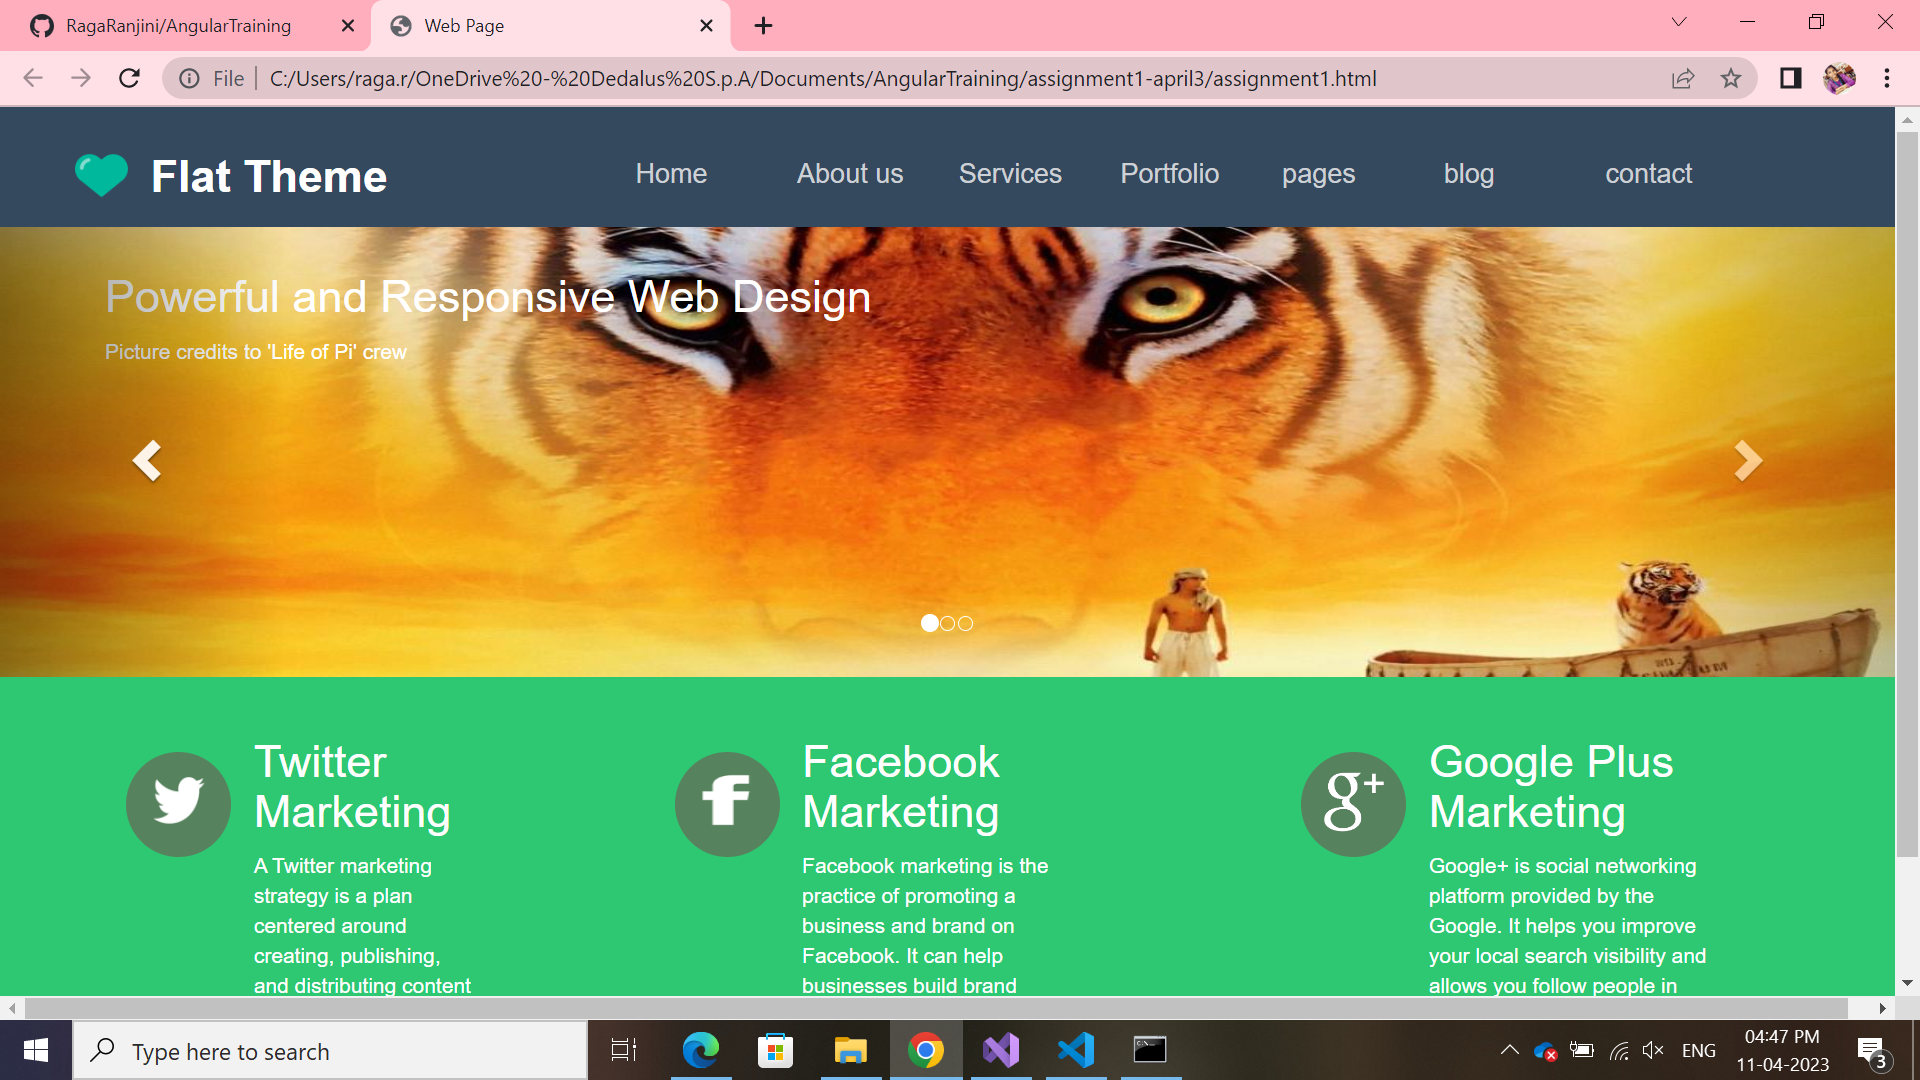 RagaRanjini/AngularTraining
Web Page
File
C:/Users/raga.r/OneDrive%20-%20Dedalus%20S.p.A/Documents/AngularTraining/assignment1-april3/assignment1.html
Flat Theme
Home About us Services Portfolio pages blog contact
Powerful and Responsive Web Design
Picture credits to 'Life of Pi' crew
Twitter
Marketing
A Twitter marketing
strategy is a plan
centered around
creating, publishing,
and distributing content
f
Facebook
Marketing
Facebook marketing is the
practice of promoting a
business and brand on
Facebook. It can help
businesses build brand
g+
Google Plus
Marketing
Google+ is social networking
platform provided by the
Google. It helps you improve
your local search visibility and
allows you follow people in
Type here to search
ENG
04:47 PM
11-04-2023
3